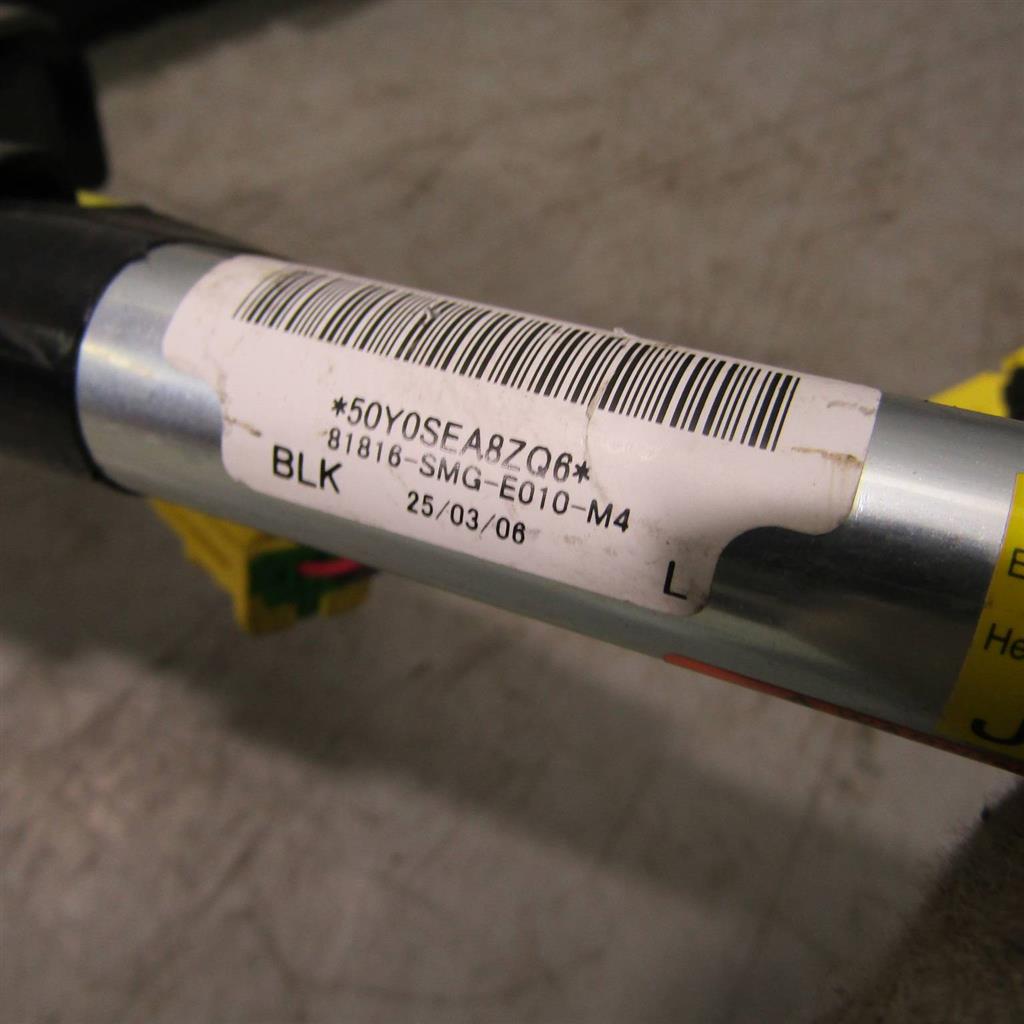 *50Y0SEA8ZQ6*
81816-SMG-E010-M4
BLK
25/03/06
L